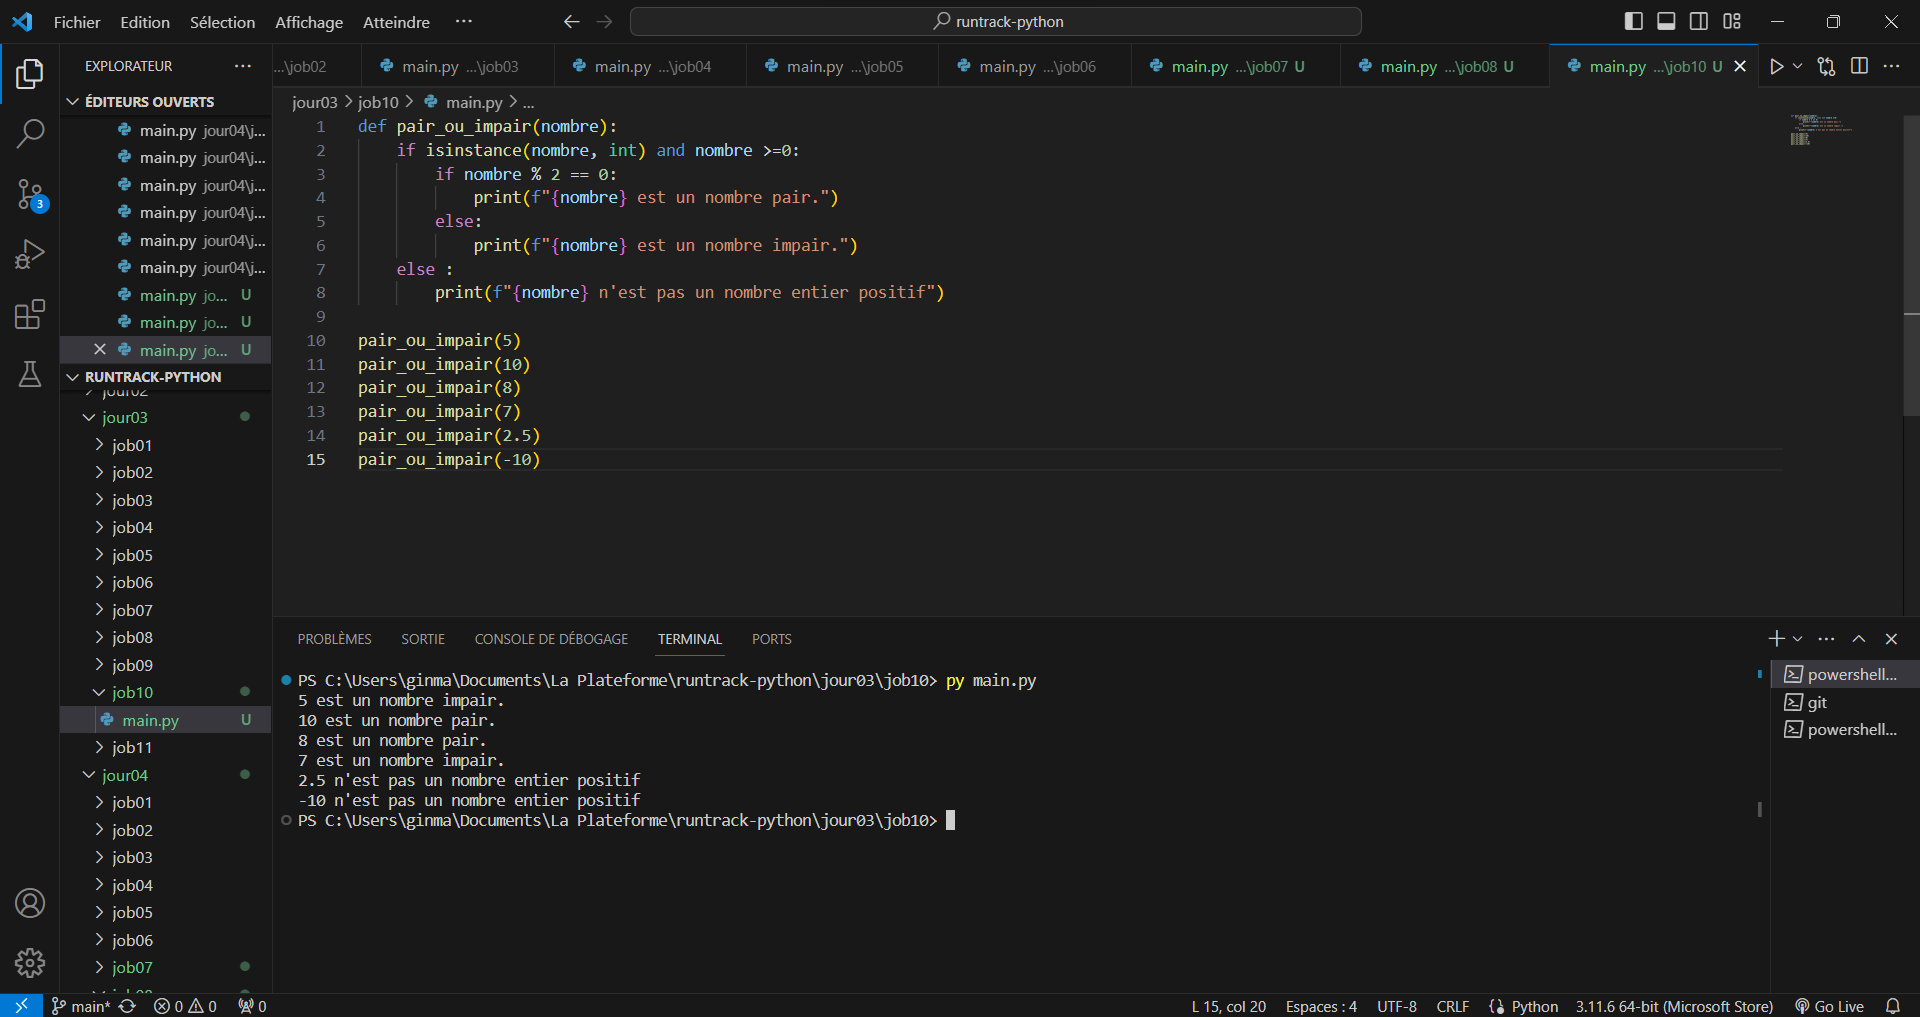 Fichier Edition Sélection Affichage Atteindre ··· runtrack-python
EXPLORATEUR ···
ÉDITEURS OUVERTS
main.py jour04\j...
main.py jour04\j...
main.py jour04\j...
main.py jour04\j...
main.py jour04\j...
main.py jour04\j...
main.py jo... U
main.py jo... U
main.py jo... U
RUNTRACK-PYTHON
jour02
jour03
job01
job02
job03
job04
job05
job06
job07
job08
job09
job10
main.py U
job11
jour04
job01
job02
job03
job04
job05
job06
job07
...\job02 main.py ...\job03 main.py ...\job04 main.py ...\job05 main.py ...\job06 main.py ...\job07 U main.py ...\job08 U main.py ...\job10 U
jour03 > job10 > main.py > ...
1 def pair_ou_impair(nombre):
2 if isinstance(nombre, int) and nombre >=0:
3 if nombre % 2 == 0:
4 print(f"{nombre} est un nombre pair.")
5 else:
6 print(f"{nombre} est un nombre impair.")
7 else :
8 print(f"{nombre} n'est pas un nombre entier positif")
9
10 pair_ou_impair(5)
11 pair_ou_impair(10)
12 pair_ou_impair(8)
13 pair_ou_impair(7)
14 pair_ou_impair(2.5)
15 pair_ou_impair(-10)
PROBLÈMES SORTIE CONSOLE DE DÉBOGAGE TERMINAL PORTS
PS C:\Users\ginma\Documents\La Plateforme\runtrack-python\jour03\job10> py main.py
5 est un nombre impair.
10 est un nombre pair.
8 est un nombre pair.
7 est un nombre impair.
2.5 n'est pas un nombre entier positif
-10 n'est pas un nombre entier positif
PS C:\Users\ginma\Documents\La Plateforme\runtrack-python\jour03\job10>
powershell...
git
powershell...
3
main* 0 0 0 L 15, col 20 Espaces : 4 UTF-8 CRLF Python 3.11.6 64-bit (Microsoft Store) Go Live